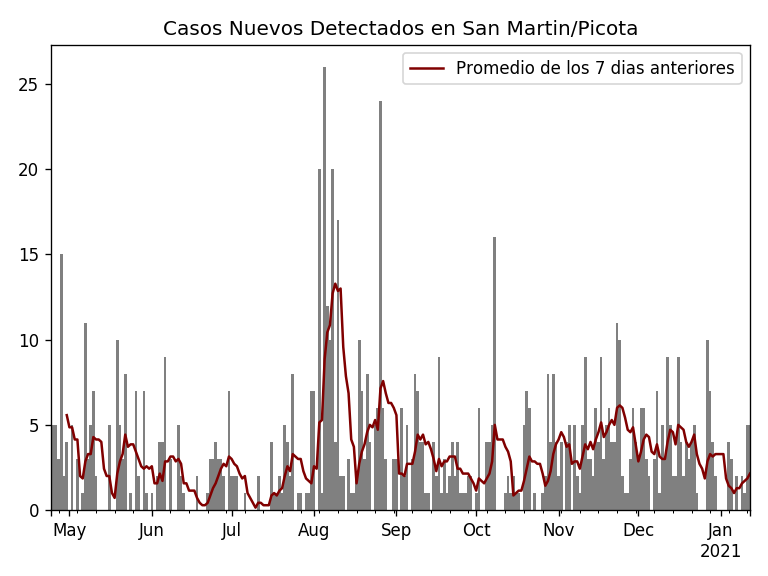 Casos Nuevos Detectados en San Martin/Picota
Promedio de los 7 dias anteriores
25
20
15
10
5
0
May Jun Jul Aug Sep Oct Nov Dec Jan
2021